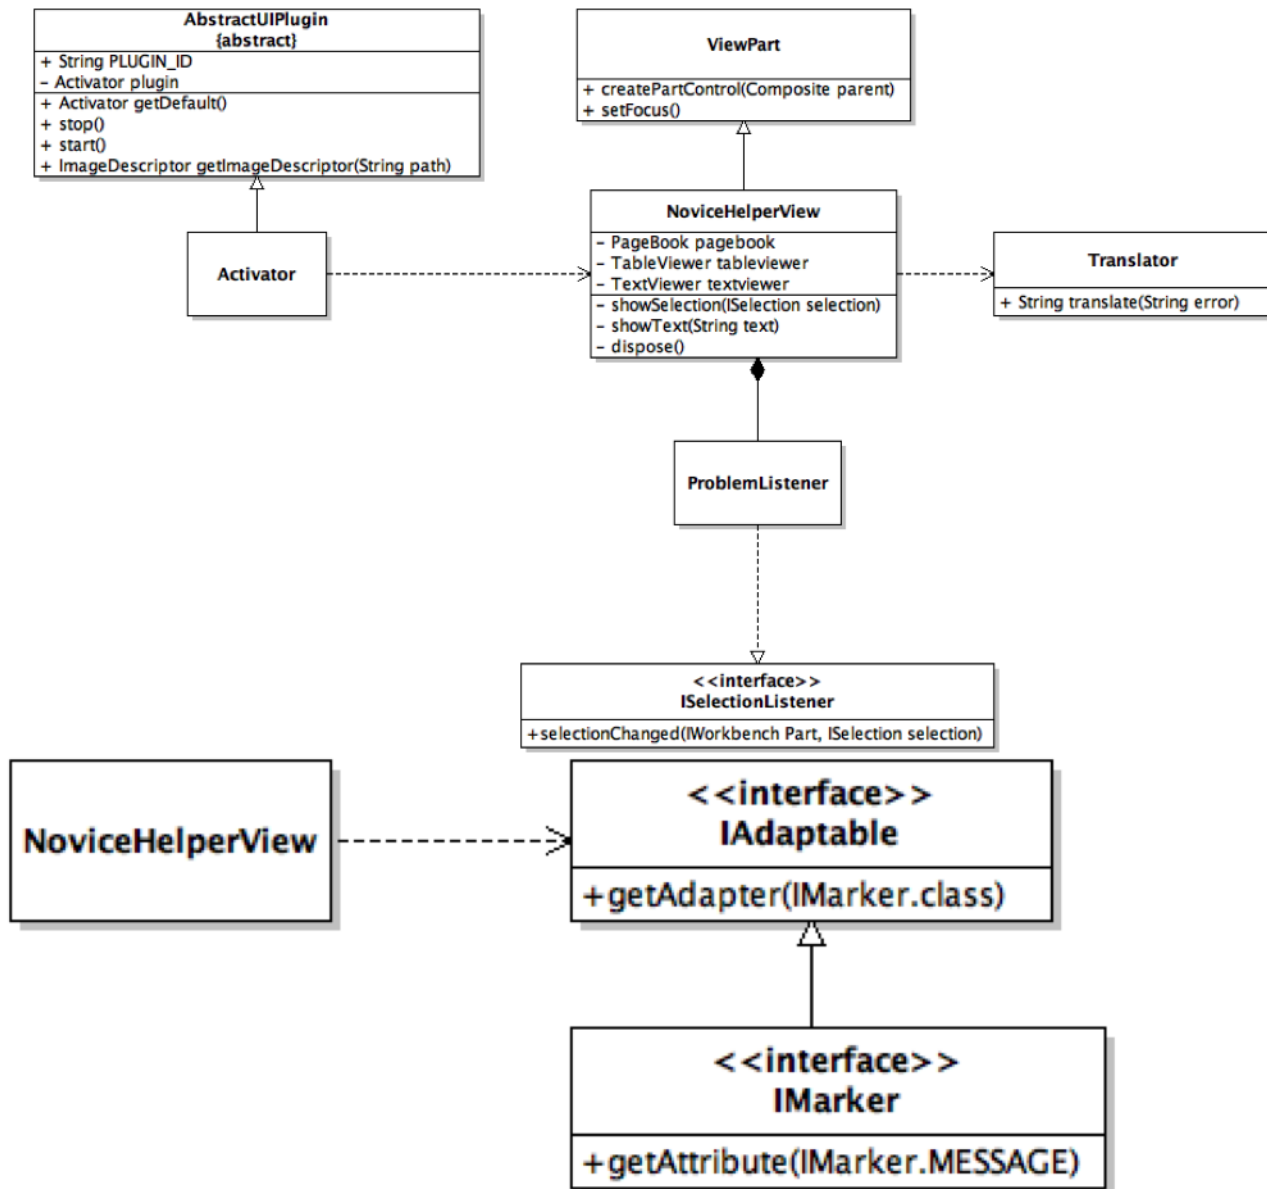 AbstractUIPlugin
{abstract}
+ String PLUGIN_ID
- Activator plugin
+ Activator getDefault()
+ stop()
+ start()
+ ImageDescriptor getImageDescriptor(String path)
ViewPart
+ createPartControl(Composite parent)
+ setFocus()
Activator
NoviceHelperView
- PageBook pagebook
- TableViewer tableviewer
- TextViewer textviewer
- showSelection(ISelection selection)
- showText(String text)
- dispose()
Translator
+ String translate(String error)
ProblemListener
<<interface>>
ISelectionListener
+selectionChanged(IWorkbench Part, ISelection selection)
NoviceHelperView
<<interface>>
IAdaptable
+getAdapter(IMarker.class)
<<interface>>
IMarker
+getAttribute(IMarker.MESSAGE)